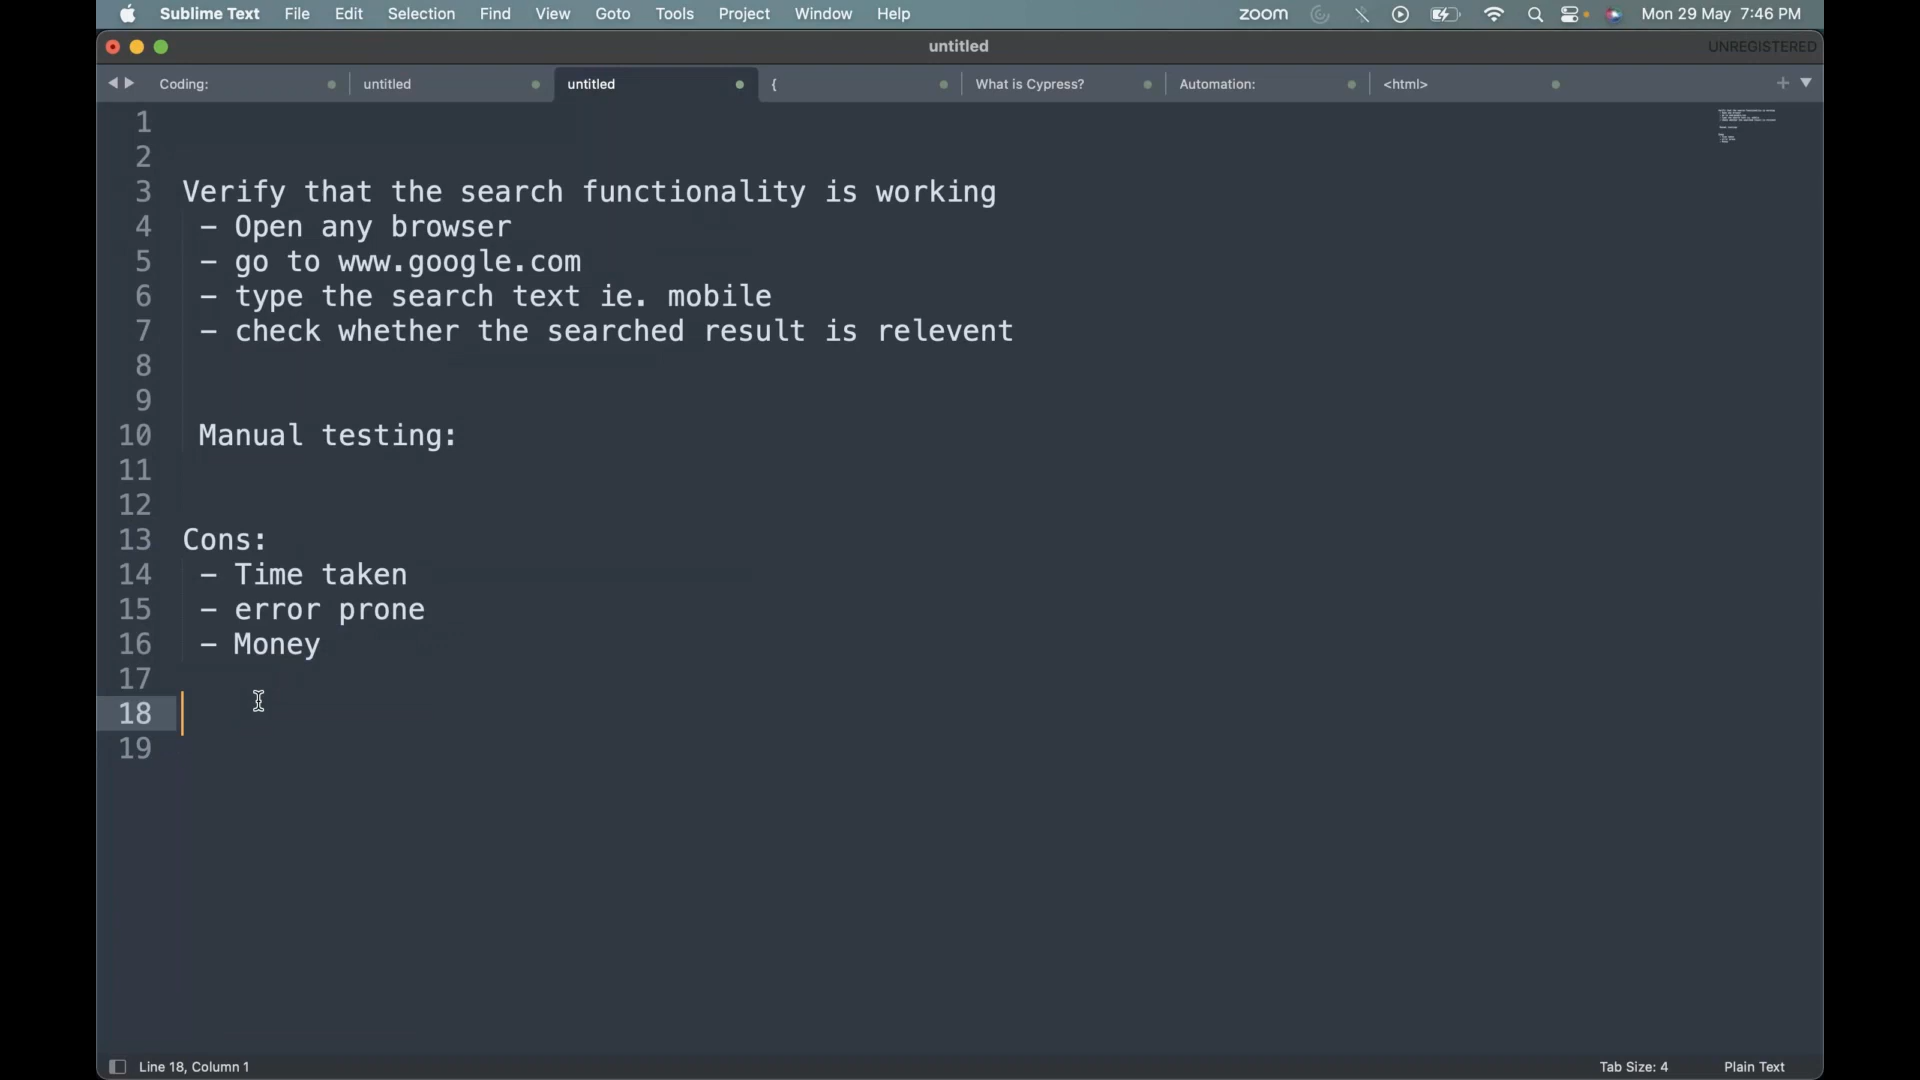 Sublime Text File Edit Selection Find View Goto Tools Project Window Help zoom Mon 29 May 7:46 PM
untitled UNREGISTERED
Coding: untitled untitled { What is Cypress? Automation: <html>
1
2
3 Verify that the search functionality is working
4 - Open any browser
5 - go to www.google.com
6 - type the search text ie. mobile
7 - check whether the searched result is relevent
8
9
10 Manual testing:
11
12
13 Cons:
14 - Time taken
15 - error prone
16 - Money
17
18
19
Line 18, Column 1 Tab Size: 4 Plain Text